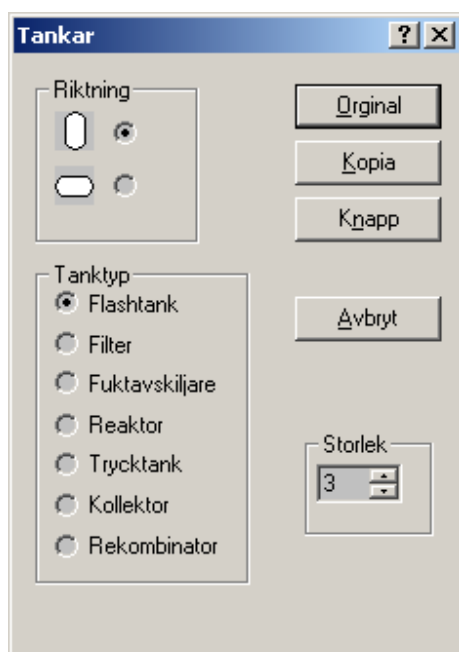 Tankar
Riktning
Orginal
Kopia
Knapp
Tanktyp
Flashtank
Filter
Fuktavskiljare
Reaktor
Trycktank
Kollektor
Rekombinator
Avbryt
Storlek
3